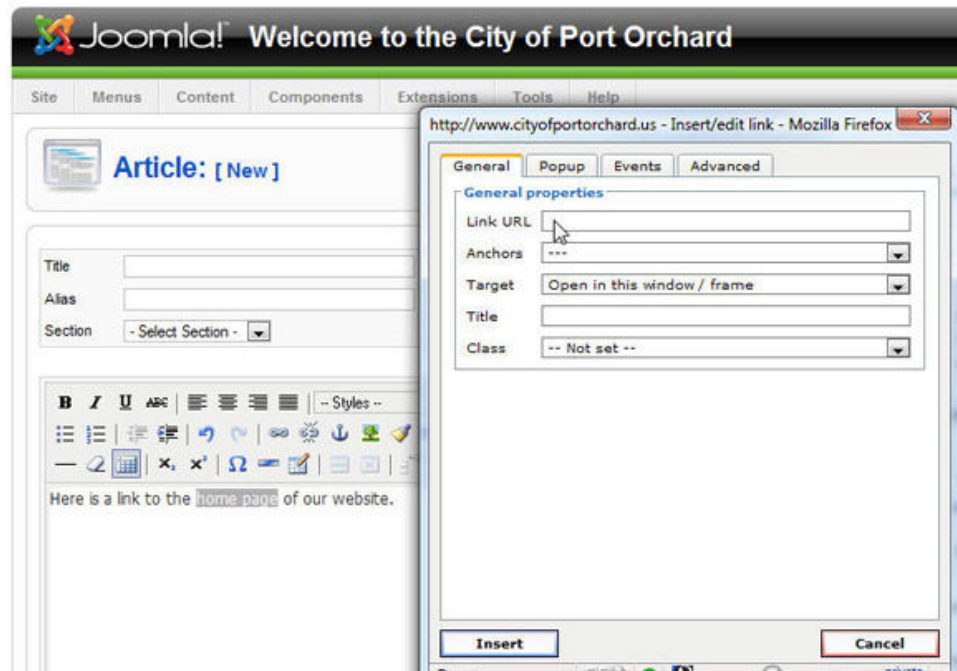 Joomla! Welcome to the City of Port Orchard
Site Menus Content Components Extensions Tools Help
http://www.cityofportorchard.us - Insert/edit link - Mozilla Firefox
Article: [ New ]
General Popup Events Advanced
General properties
Link URL
Anchors ---
Target Open in this window / frame
Title
Class -- Not set --
Title
Alias
Section - Select Section -
B I U ABC -- Styles --
Here is a link to the home page of our website.
Insert Cancel